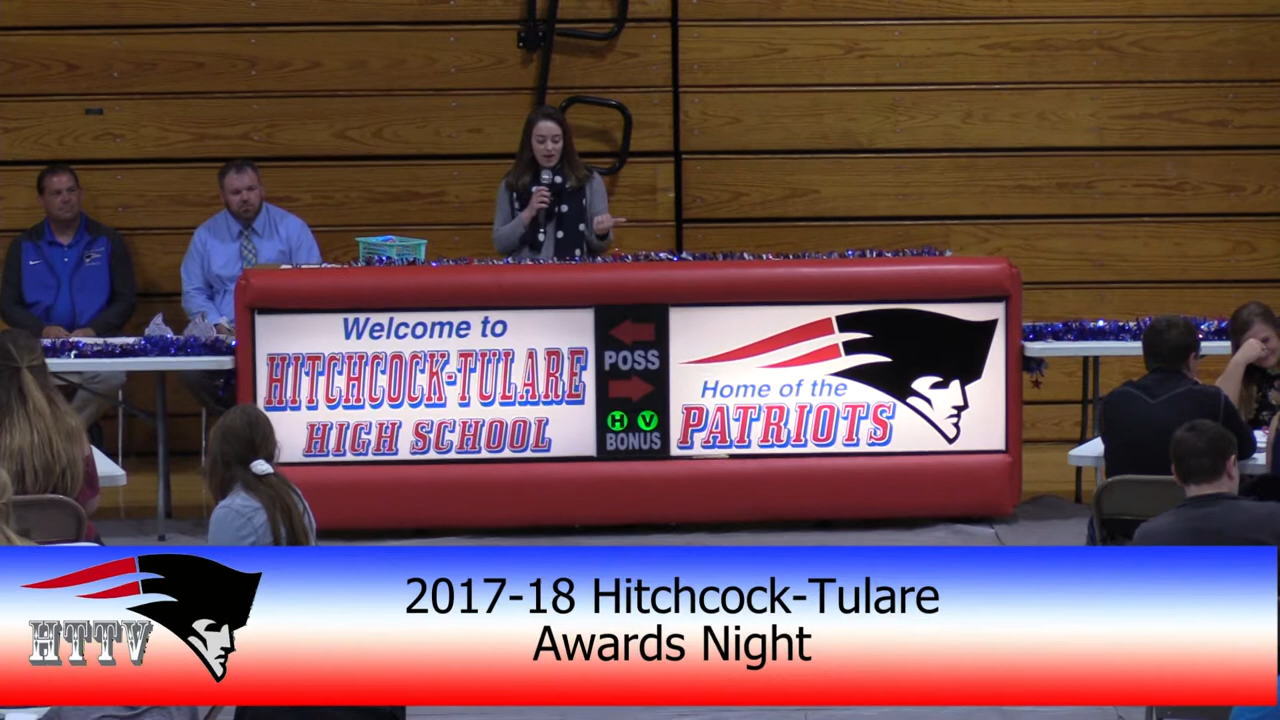 Welcome to
HITCHCOCK-TULARE
HIGH SCHOOL
POSS
H V
BONUS
Home of the
PATRIOTS
HTTV
2017-18 Hitchcock-Tulare
Awards Night